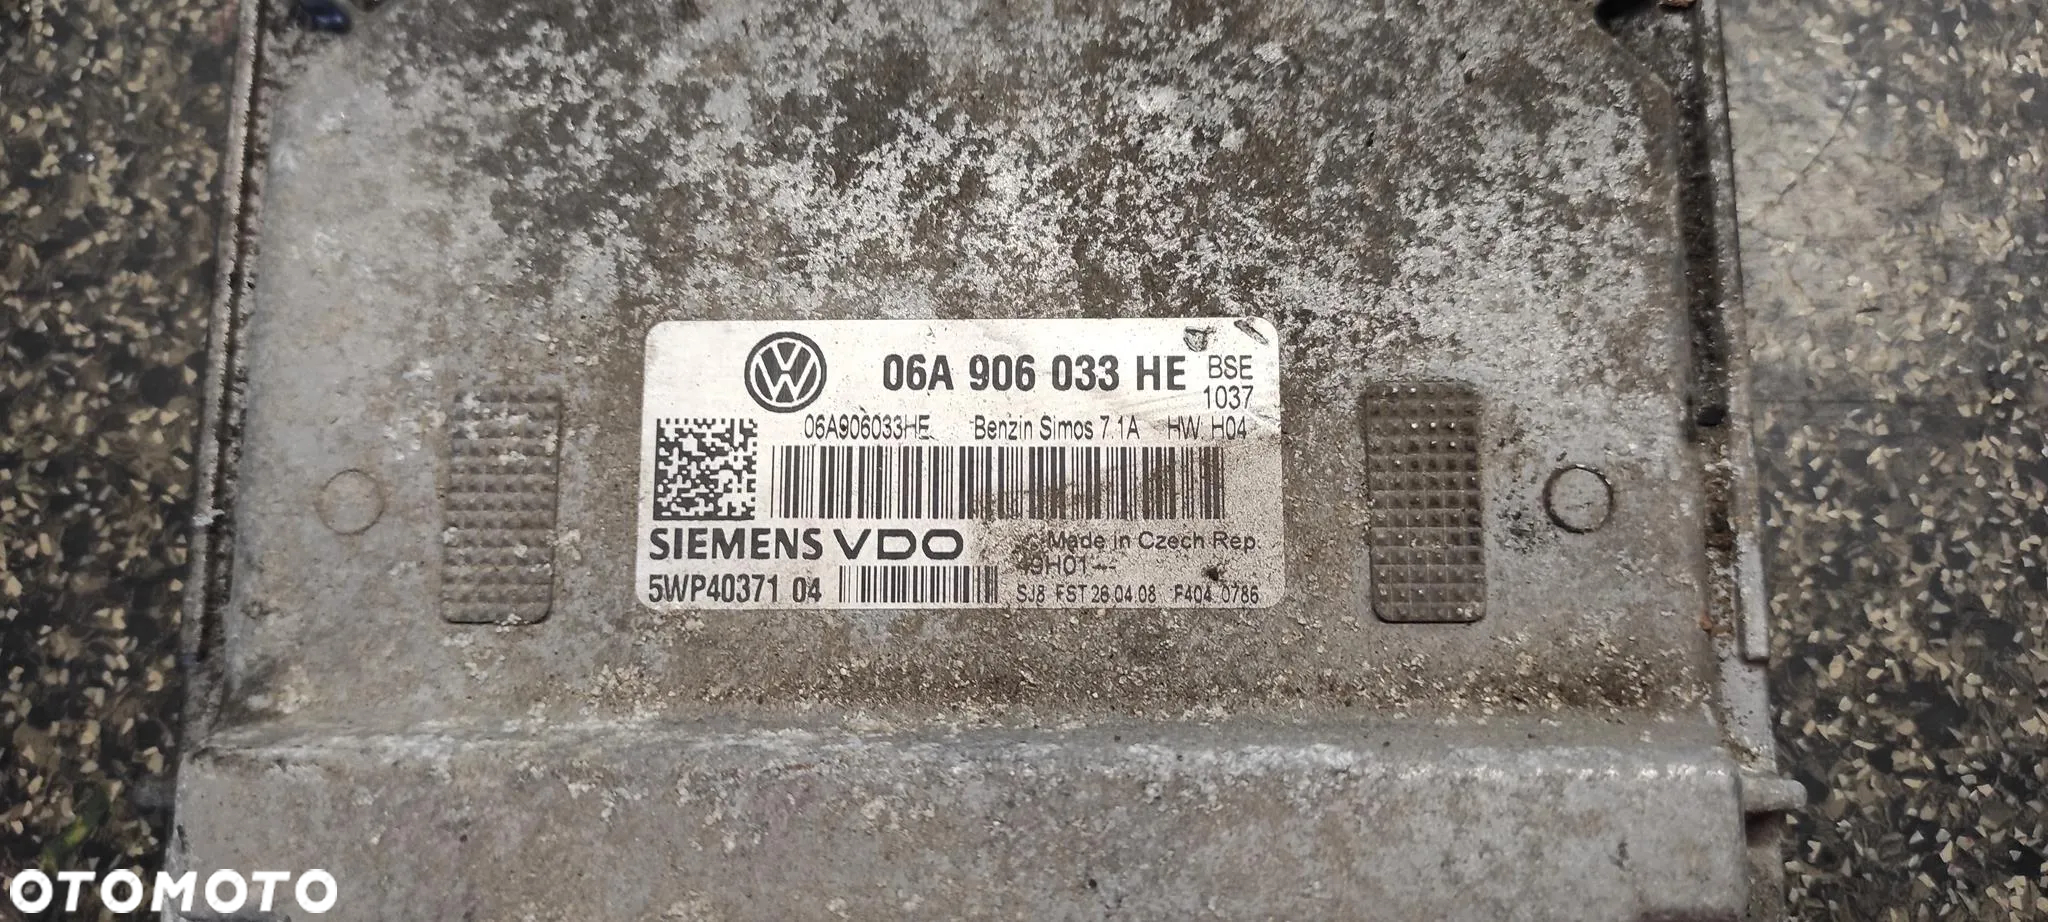 06A 906 033 HE BSE
1037
06A906033HE Benzin Simos 7.1A HW. H04
SIEMENS VDO
Made in Czech Rep.
49H01---
5WP40371 04
SJ8 FST 26.04.08 F404 0786
OTOMOTO